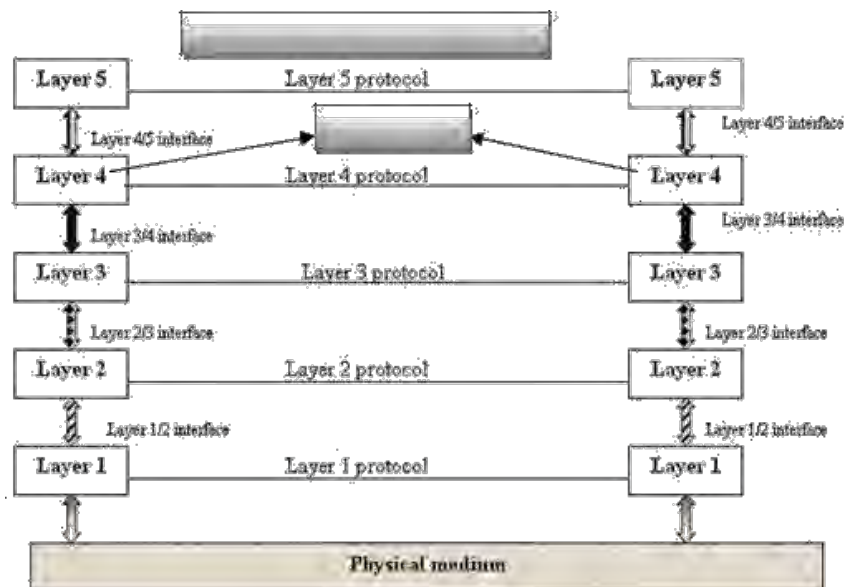 Layer 5 Layer 5 protocol Layer 5
Layer 4/5 interface Layer 4/5 interface
Layer 4 Layer 4 protocol Layer 4
Layer 3/4 interface Layer 3/4 interface
Layer 3 Layer 3 protocol Layer 3
Layer 2/3 interface Layer 2/3 interface
Layer 2 Layer 2 protocol Layer 2
Layer 1/2 interface Layer 1/2 interface
Layer 1 Layer 1 protocol Layer 1
Physical medium